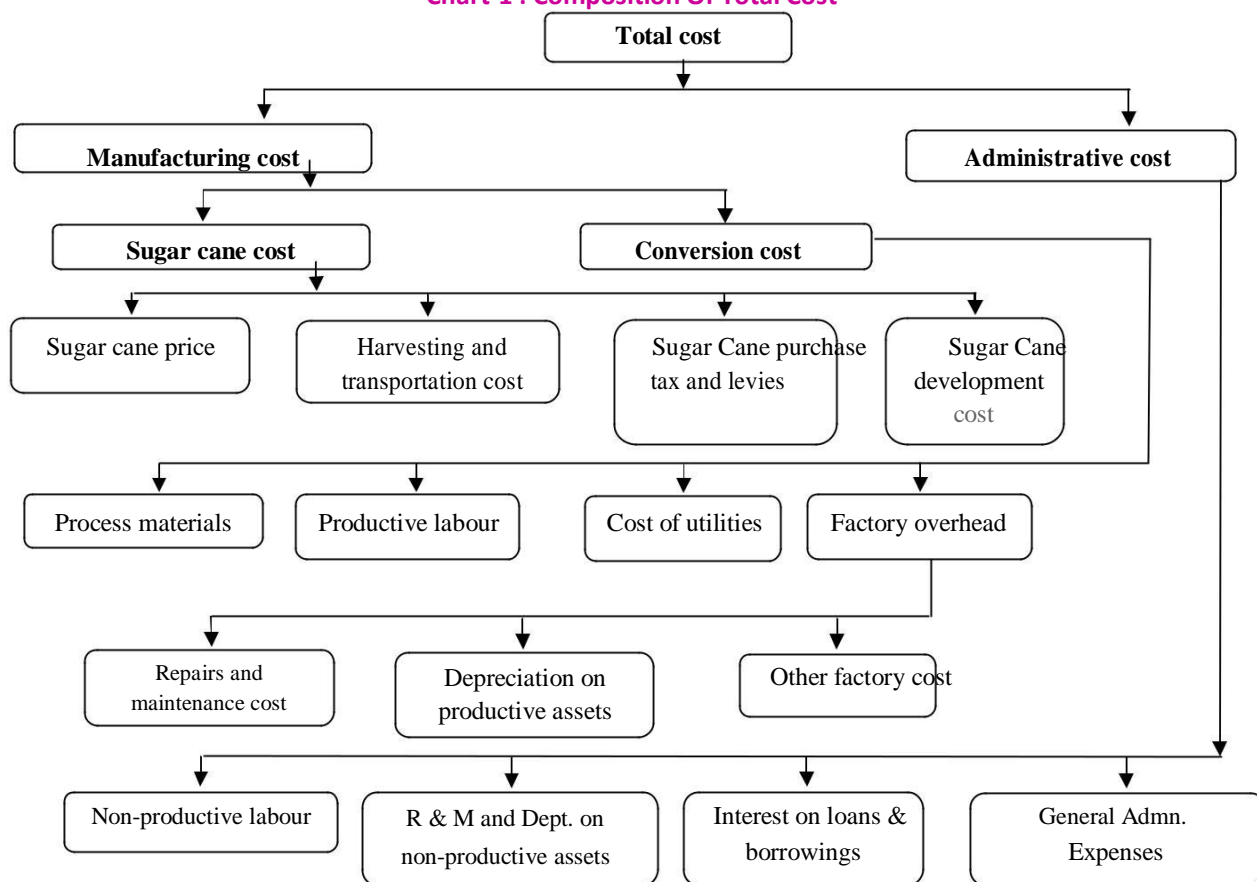 Chart-1 : Composition Of Total Cost
Total cost
Manufacturing cost
Administrative cost
Sugar cane cost
Conversion cost
Sugar cane price
Harvesting and
transportation cost
Sugar Cane purchase
tax and levies
Sugar Cane
development
cost
Process materials
Productive labour
Cost of utilities
Factory overhead
Repairs and
maintenance cost
Depreciation on
productive assets
Other factory cost
Non-productive labour
R & M and Dept. on
non-productive assets
Interest on loans &
borrowings
General Admn.
Expenses